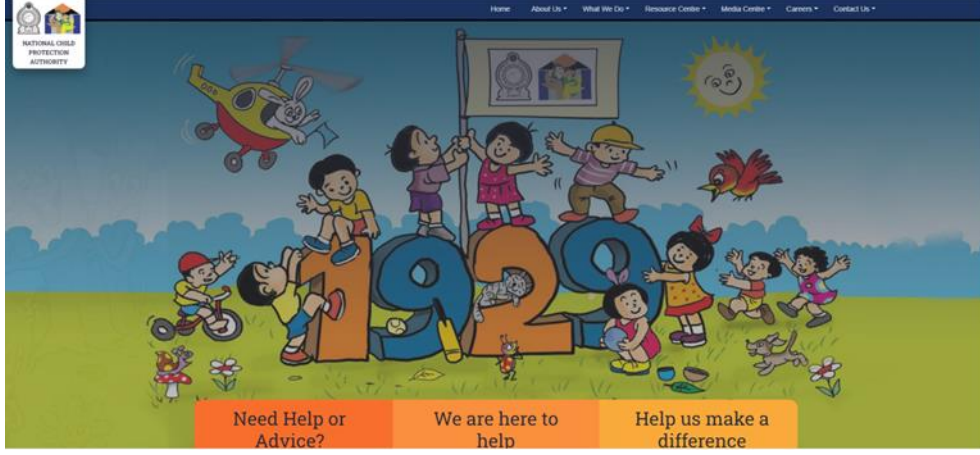 Home About Us What We Do Resource Centre Media Centre Careers Contact Us
NATIONAL CHILD
PROTECTION
AUTHORITY
1929
Need Help or
Advice?
We are here to
help
Help us make a
difference